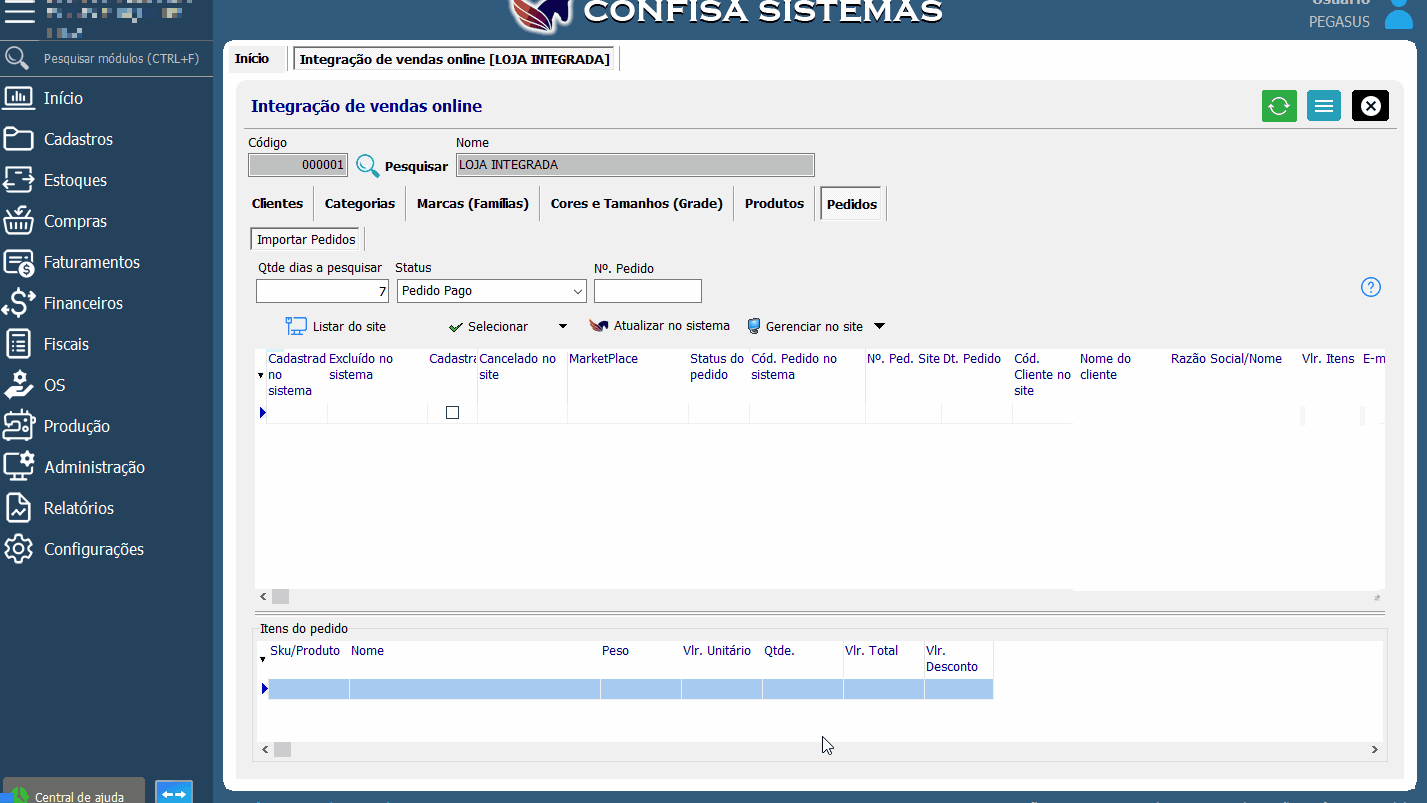 CONFISA SISTEMAS
Usuário
PEGASUS
Pesquisar módulos (CTRL+F)
Início
Cadastros
Estoques
Compras
Faturamentos
Financeiros
Fiscais
OS
Produção
Administração
Relatórios
Configurações
Central de ajuda
Início
Integração de vendas online [LOJA INTEGRADA]
Integração de vendas online
Código
Nome
000001
Pesquisar
LOJA INTEGRADA
Clientes
Categorias
Marcas (Famílias)
Cores e Tamanhos (Grade)
Produtos
Pedidos
Importar Pedidos
Qtde dias a pesquisar
Status
Nº. Pedido
7
Pedido Pago
Listar do site
Selecionar
Atualizar no sistema
Gerenciar no site
Cadastrad
no
sistema
Excluído no
sistema
Cadastra
Cancelado no
site
MarketPlace
Status do
pedido
Cód. Pedido no
sistema
Nº. Ped. Site
Dt. Pedido
Cód.
Cliente no
site
Nome do
cliente
Razão Social/Nome
Vlr. Itens
E-m
Itens do pedido
Sku/Produto
Nome
Peso
Vlr. Unitário
Qtde.
Vlr. Total
Vlr.
Desconto